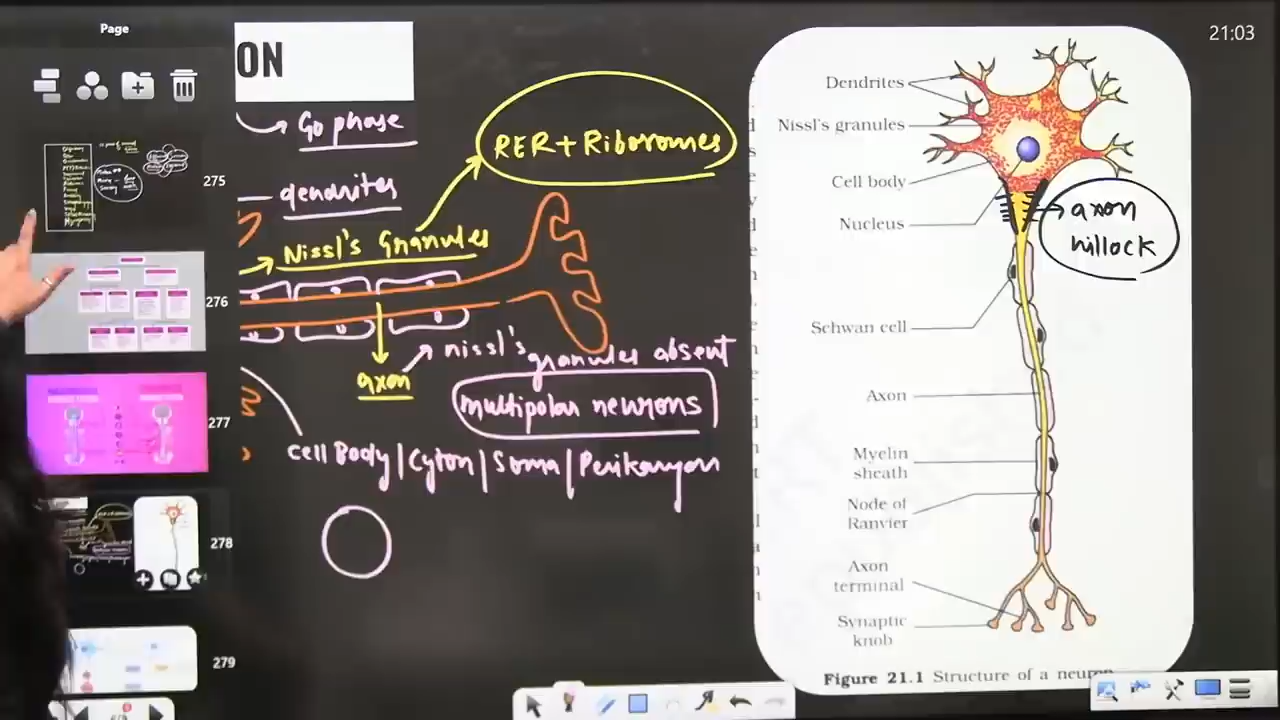 Page
21:03
ON
275
276
277
278
279
Go phase
dendrites
Nissl's Granules
RER + Ribosomes
axon
nissl's granules absent
multipolar neurons
Cell Body / Cyton / Soma / Perikaryon
Dendrites
Nissl's granules
Cell body
Nucleus
axon
hillock
Schwan cell
Axon
Myelin
sheath
Node of
Ranvier
Axon
terminal
Synaptic
knob
Figure 21.1 Structure of a neuron